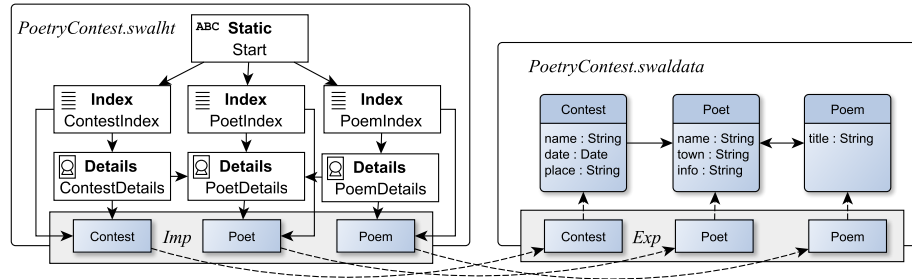 PoetryContest.swalht
ABC Static
Start
Index
ContestIndex
Index
PoetIndex
Index
PoemIndex
Details
ContestDetails
Details
PoetDetails
Details
PoemDetails
Contest
Imp
Poet
Poem
PoetryContest.swaldata
Contest
name : String
date : Date
place : String
Poet
name : String
town : String
info : String
Poem
title : String
Contest
Exp
Poet
Poem